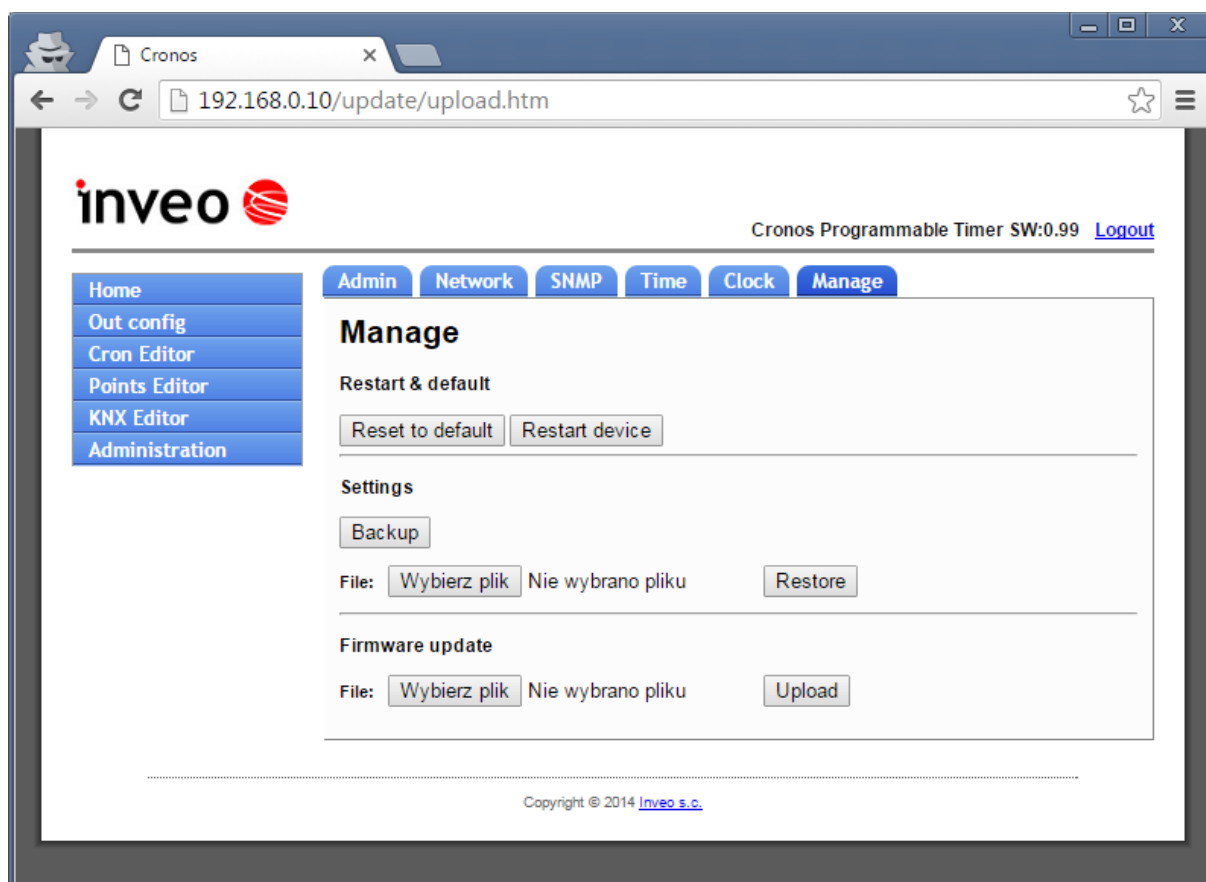 Cronos
192.168.0.10/update/upload.htm
inveo
Cronos Programmable Timer SW:0.99 Logout
Home
Out config
Cron Editor
Points Editor
KNX Editor
Administration
Admin Network SNMP Time Clock Manage
Manage
Restart & default
Reset to default Restart device
Settings
Backup
File: Wybierz plik Nie wybrano pliku Restore
Firmware update
File: Wybierz plik Nie wybrano pliku Upload
Copyright © 2014 Inveo s.c.